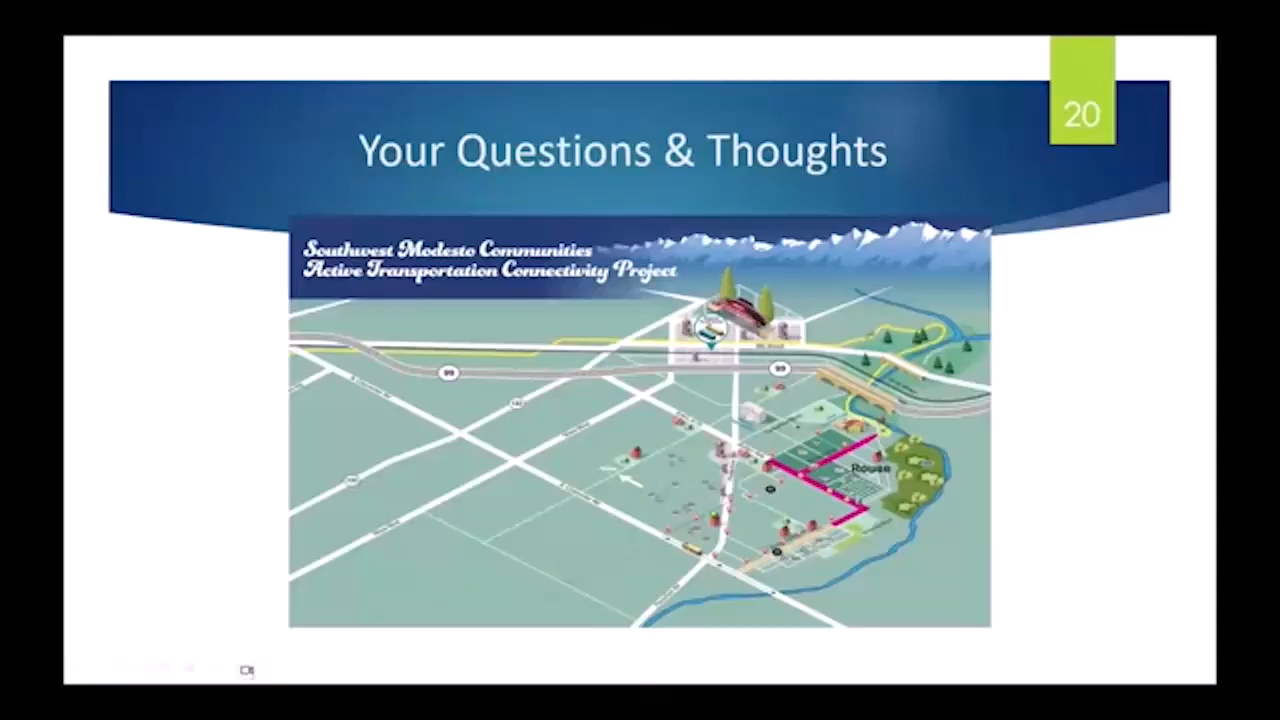 20
Your Questions & Thoughts
Southwest Modesto Communities
Active Transportation Connectivity Project
99
99
Rouse